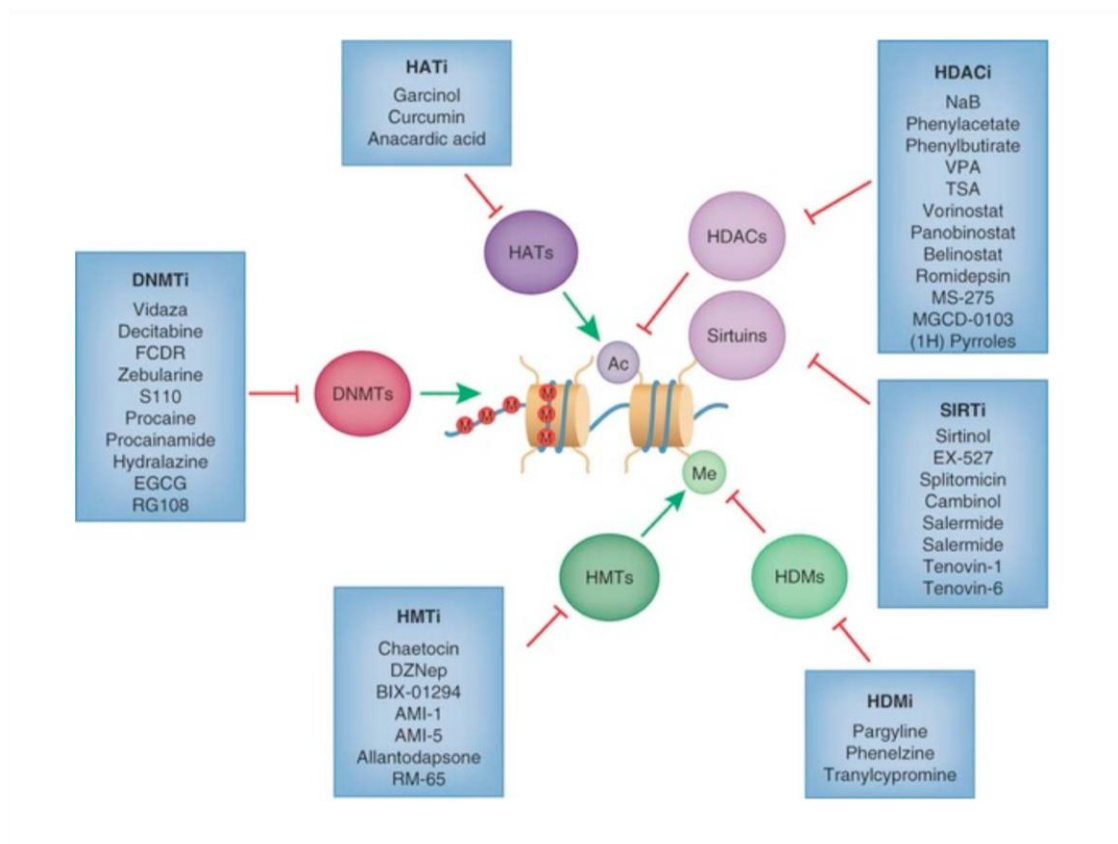 HATi
Garcinol
Curcumin
Anacardic acid
HDACi
NaB
Phenylacetate
Phenylbutirate
VPA
TSA
Vorinostat
Panobinostat
Belinostat
Romidepsin
MS-275
MGCD-0103
(1H) Pyrroles
HATs
HDACs
Sirtuins
Ac
DNMTi
Vidaza
Decitabine
FCDR
Zebularine
S110
Procaine
Procainamide
Hydralazine
EGCG
RG108
DNMTs
M
M
M
M
M
M
SIRTi
Sirtinol
EX-527
Splitomicin
Cambinol
Salermide
Salermide
Tenovin-1
Tenovin-6
Me
HMTs
HDMs
HMTi
Chaetocin
DZNep
BIX-01294
AMI-1
AMI-5
Allantodapsone
RM-65
HDMi
Pargyline
Phenelzine
Tranylcypromine